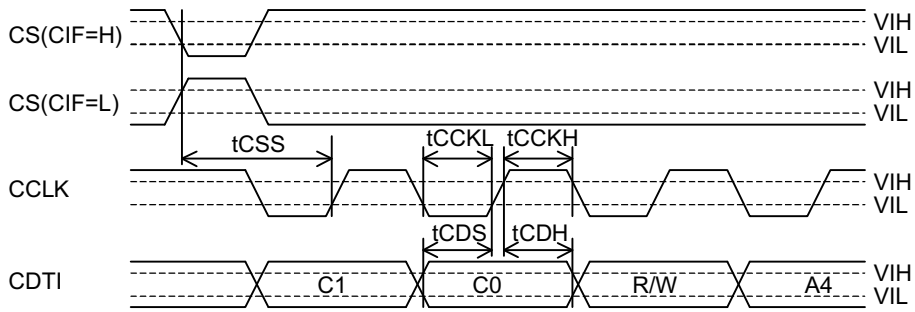 CS(CIF=H) VIH
VIL
CS(CIF=L) VIH
VIL
tCSS tCCKL tCCKH
CCLK VIH
VIL
tCDS tCDH
CDTI C1 C0 R/W A4 VIH
VIL